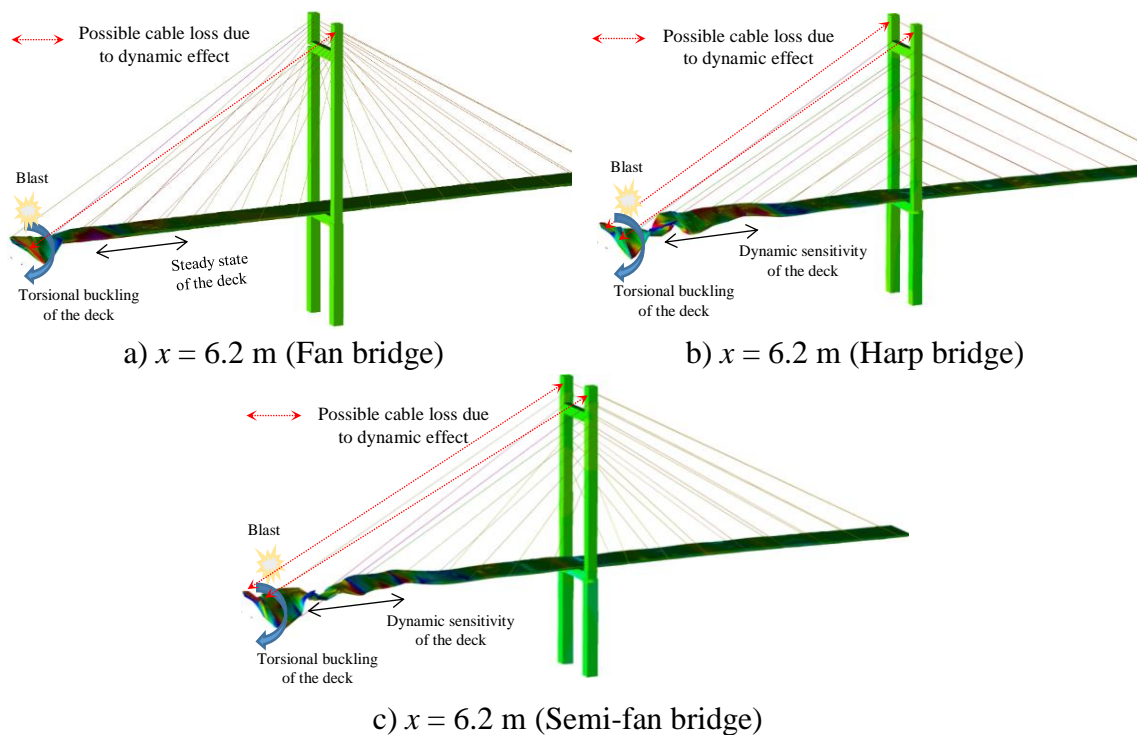 Possible cable loss due
to dynamic effect
Blast
Steady state
of the deck
Torsional buckling
of the deck
a) x = 6.2 m (Fan bridge)
Possible cable loss due
to dynamic effect
Blast
Dynamic sensitivity
of the deck
Torsional buckling
of the deck
b) x = 6.2 m (Harp bridge)
Possible cable loss due
to dynamic effect
Blast
Dynamic sensitivity
of the deck
Torsional buckling
of the deck
c) x = 6.2 m (Semi-fan bridge)